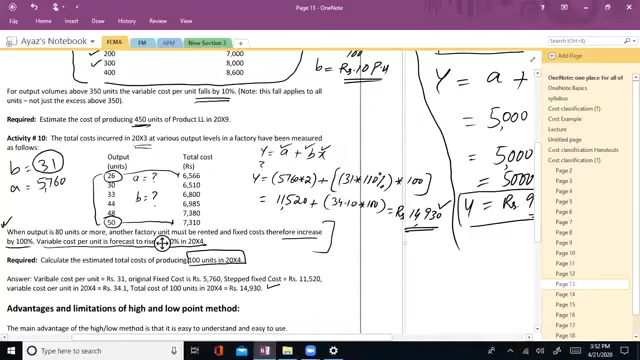 Page 13 - OneNote
Ayaz's Notebook
FCMA
FM
APM
New Section 3
+
200 7,000
300 8,000
400 8,600
100
b = Rs.10 P.U
For output volumes above 350 units the variable cost per unit falls by 10%. (Note: this fall applies to all
units – not just the excess above 350).
Required: Estimate the cost of producing 450 units of Product LL in 20X9.
Activity # 10: The total costs incurred in 20X3 at various output levels in a factory have been measured
as follows:
b = 31
a = 5,760
Output Total cost
(units) (Rs)
26 6,566
30 6,510
33 6,800
44 6,985
48 7,380
50 7,310
a = ?
b = ?
Y = a + bx
?
Y = (5760*2) + [(31*110%) * 100]
= 11,520 + (34.10*100)
= Rs 14,930
When output is 80 units or more, another factory unit must be rented and fixed costs therefore increase
by 100%. Variable cost per unit is forecast to rise 0% in 20X4.
Required: Calculate the estimated total costs of producing 100 units in 20X4.
Answer: Varibale cost per unit = Rs. 31, original Fixed Cost is Rs. 5,760, Stepped fixed Cost = Rs. 11,520,
variable cost oer unit in 20X4 = Rs. 34.1, Total cost of 100 units in 20X4 = Rs. 14,930.
Advantages and limitations of high and low point method:
The main advantage of the high/low method is that it is easy to understand and easy to use.
Y = a +
= 5,000
= 5,000
= 5000
Y = Rs. 9
Add Page
OneNote: one place for all of
OneNote Basics
syllabus
Cost classification (1)
Lecture
Untitled page
Cost classification Handouts
Cost classification (1)
Page 2
Page 3
Page 4
Page 5
Page 6
Page 7
Page 8
Page 9
Page 10
Page 11
Page 12
Page 13
Page 14
Page 15
Page 16
Page 17
Page 18
Type here to search
3:52 PM
4/21/2020